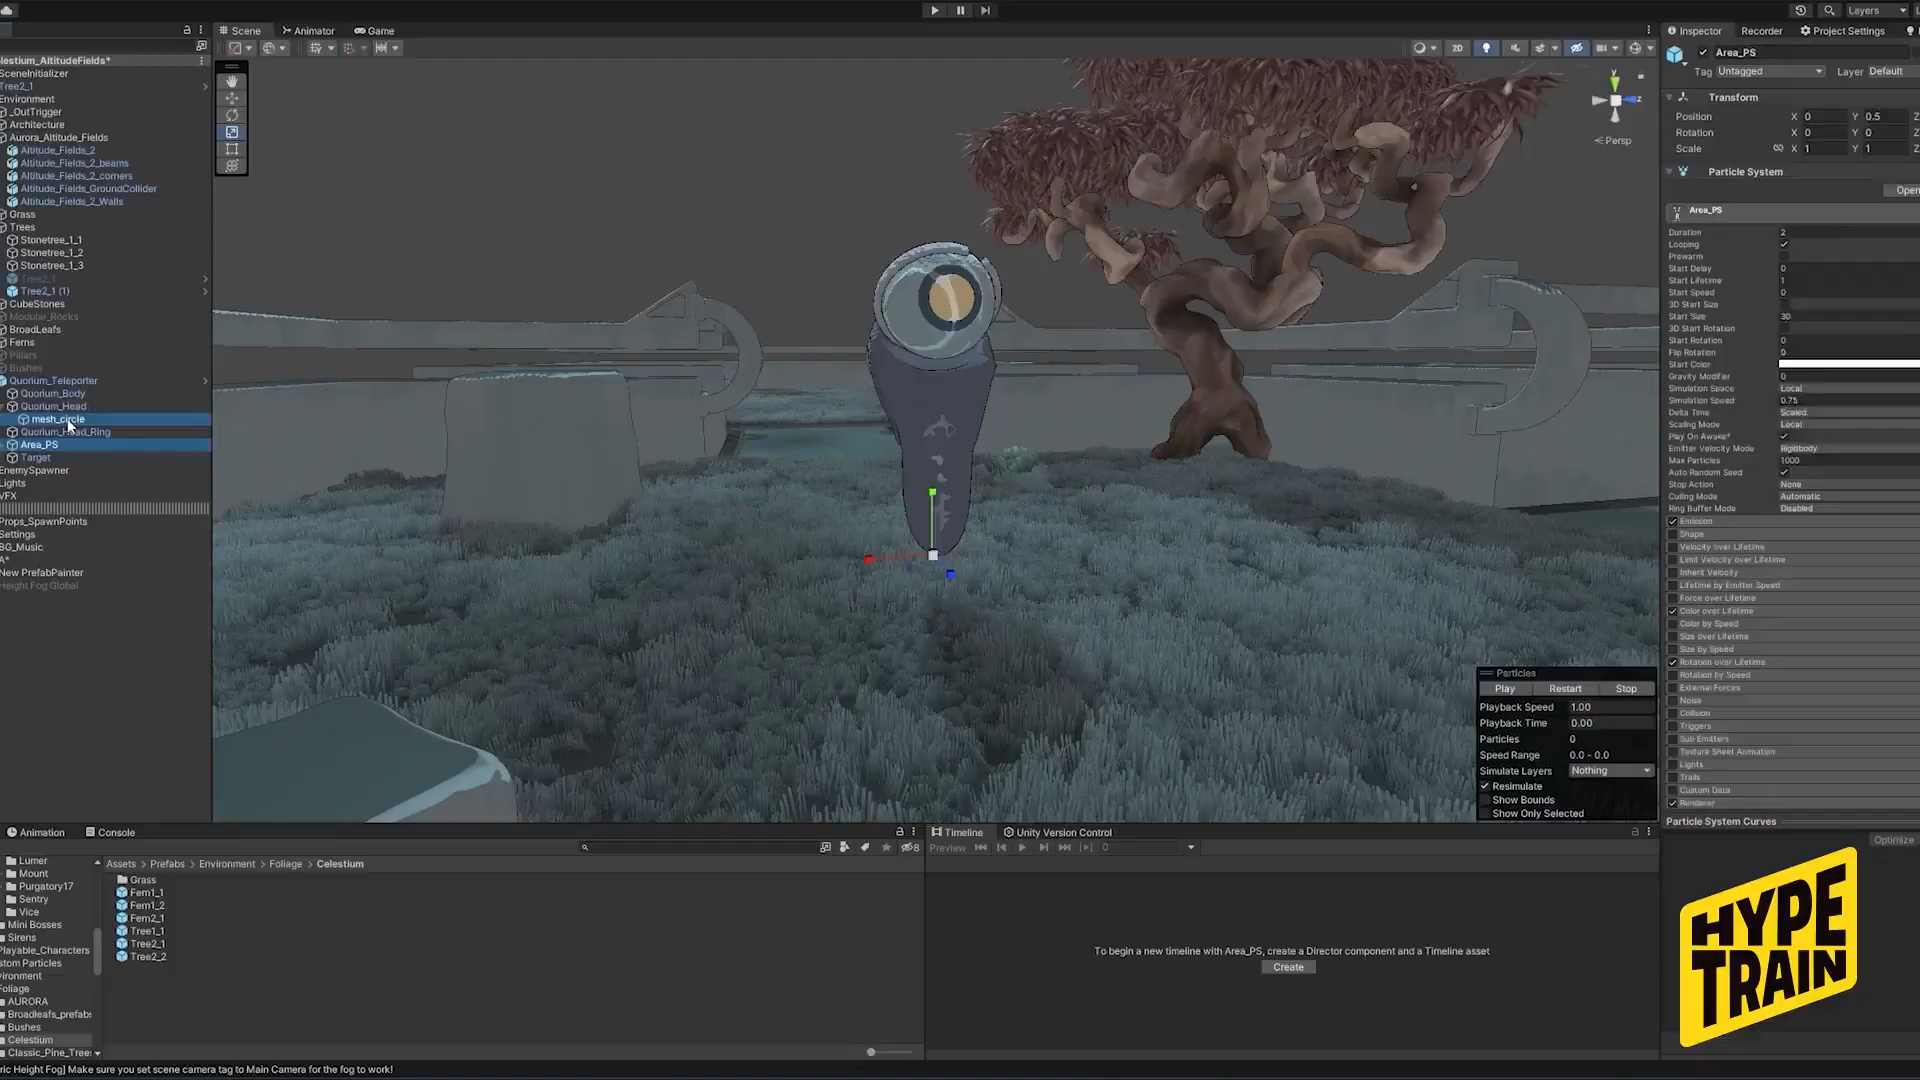 Layers
Scene
Animator
Game
Inspector
Recorder
Project Settings
lestium_AltitudeFields*
SceneInitializer
Tree2_1
Environment
_OutTrigger
Architecture
Aurora_Altitude_Fields
Altitude_Fields_2
Altitude_Fields_2_beams
Altitude_Fields_2_corners
Altitude_Fields_GroundCollider
Altitude_Fields_2_Walls
Grass
Trees
Stonetree_1_1
Stonetree_1_2
Stonetree_1_3
Tree2_1
Tree2_1 (1)
CubeStones
Modular_Rocks
BroadLeafs
Ferns
Pillars
Bushes
Quorium_Teleporter
Quorium_Body
Quorium_Head
mesh_circle
Quorium_Head_Ring
Area_PS
Target
EnemySpawner
Lights
VFX
Props_SpawnPoints
Settings
BG_Music
A*
New PrefabPainter
Height Fog Global
2D
y
z
Persp
Particles
Play Restart Stop
Playback Speed 1.00
Playback Time 0.00
Particles 0
Speed Range 0.0 - 0.0
Simulate Layers Nothing
Resimulate
Show Bounds
Show Only Selected
Area_PS
Tag Untagged Layer Default
Transform
Position X 0 Y 0.5 Z
Rotation X 0 Y 0 Z
Scale X 1 Y 1 Z
Particle System
Open
Area_PS
Duration 2
Looping
Prewarm
Start Delay 0
Start Lifetime 1
Start Speed 0
3D Start Size
Start Size 30
3D Start Rotation
Start Rotation 0
Flip Rotation 0
Start Color
Gravity Modifier 0
Simulation Space Local
Simulation Speed 0.75
Delta Time Scaled
Scaling Mode Local
Play On Awake*
Emitter Velocity Mode Rigidbody
Max Particles 1000
Auto Random Seed
Stop Action None
Culling Mode Automatic
Ring Buffer Mode Disabled
Emission
Shape
Velocity over Lifetime
Limit Velocity over Lifetime
Inherit Velocity
Lifetime by Emitter Speed
Force over Lifetime
Color over Lifetime
Color by Speed
Size over Lifetime
Size by Speed
Rotation over Lifetime
Rotation by Speed
External Forces
Noise
Collision
Triggers
Sub Emitters
Texture Sheet Animation
Lights
Trails
Custom Data
Renderer
Particle System Curves
Optimize
Animation
Console
8
Lumer
Mount
Purgatory17
Sentry
Vice
Mini Bosses
Sirens
Playable_Characters
stom Particles
vironment
Foliage
AURORA
Broadleafs_prefabs
Bushes
Celestium
Classic_Pine_Trees
Assets > Prefabs > Environment > Foliage > Celestium
Grass
Fern1_1
Fern1_2
Fern2_1
Tree1_1
Tree2_1
Tree2_2
Timeline
Unity Version Control
Preview 0
To begin a new timeline with Area_PS, create a Director component and a Timeline asset
Create
HYPE
TRAIN
ric Height Fog] Make sure you set scene camera tag to Main Camera for the fog to work!